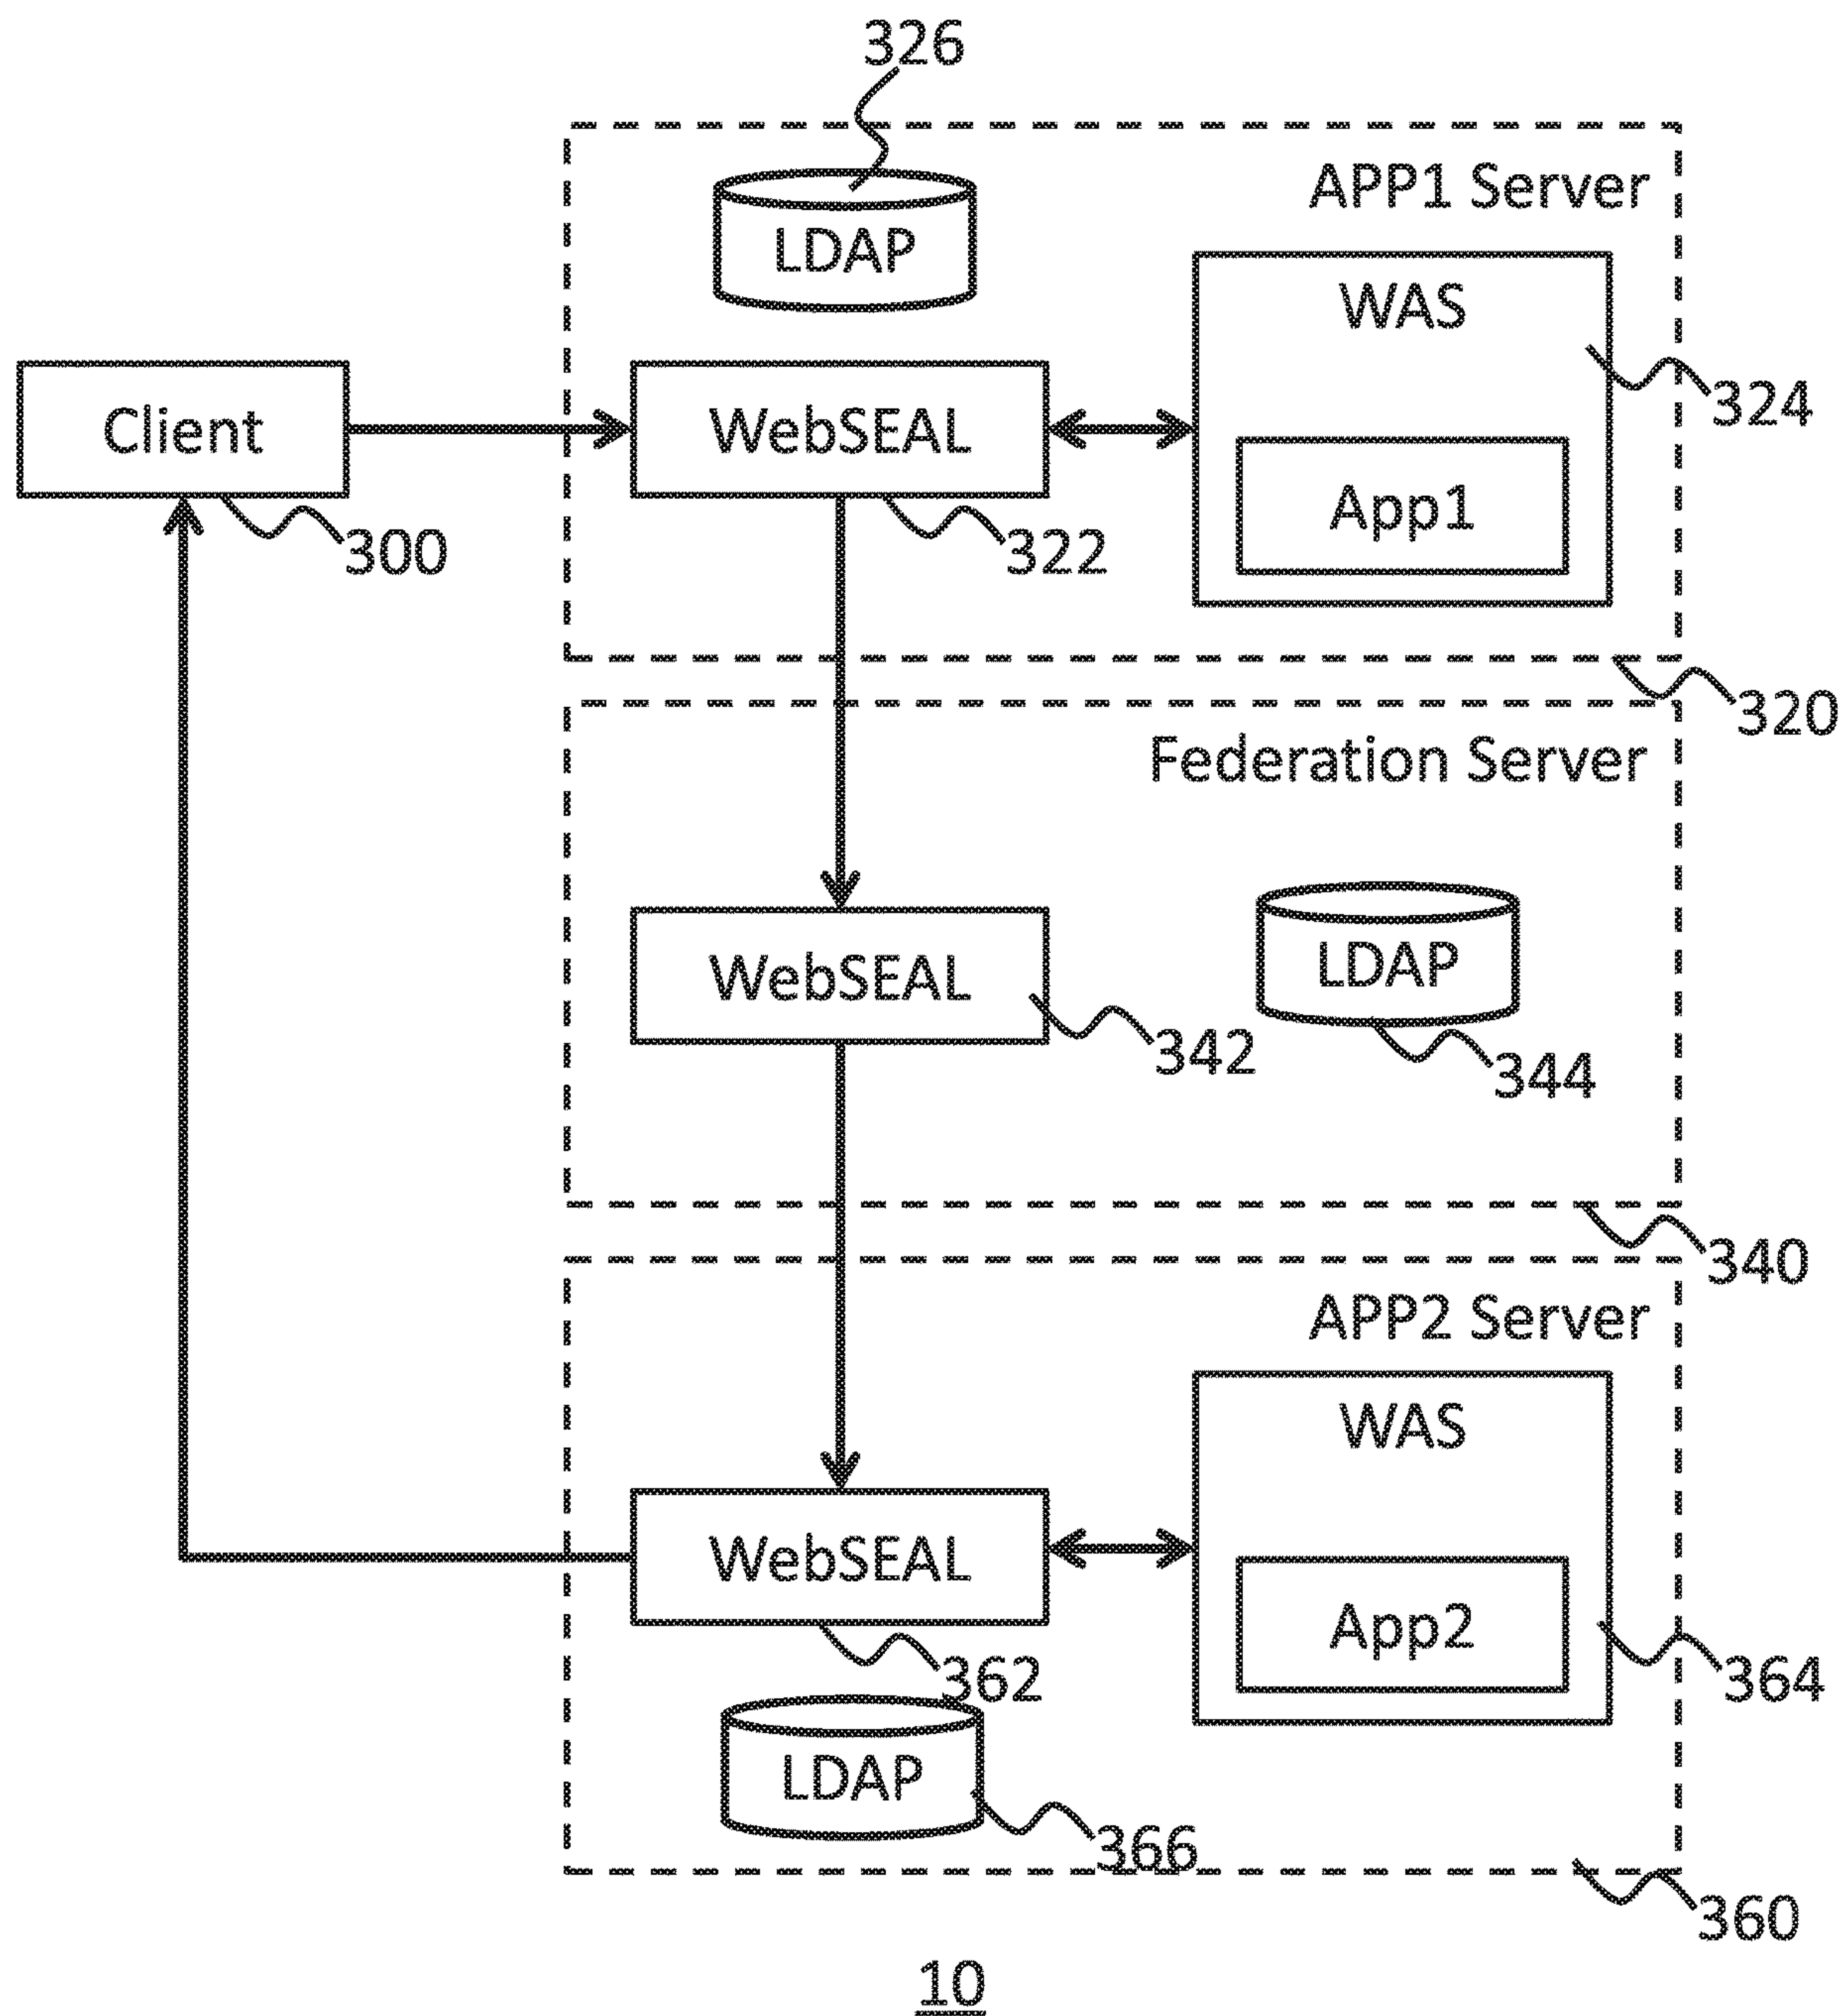 326
APP1 Server
LDAP
WAS
324
Client
WebSEAL
App1
300
322
320
Federation Server
WebSEAL
LDAP
342
344
340
APP2 Server
WAS
WebSEAL
App2
362
364
LDAP
366
360
10